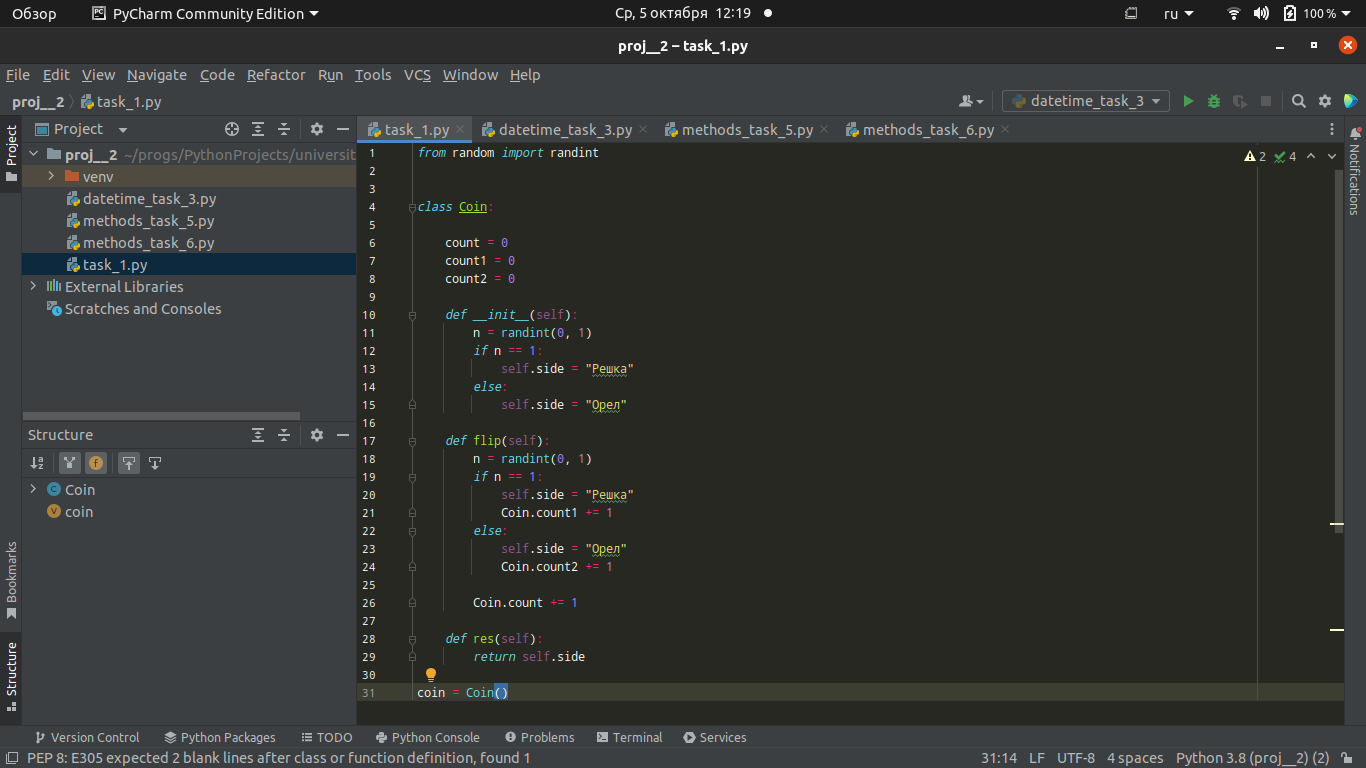 Обзор PyCharm Community Edition Ср, 5 октября 12:19 ru 100 %
proj__2 – task_1.py
File Edit View Navigate Code Refactor Run Tools VCS Window Help
proj__2 task_1.py datetime_task_3
Project
task_1.py datetime_task_3.py methods_task_5.py methods_task_6.py
Project
proj__2 ~/progs/PythonProjects/universit
venv
datetime_task_3.py
methods_task_5.py
methods_task_6.py
task_1.py
External Libraries
Scratches and Consoles
Structure
Coin
coin
Bookmarks
Structure
2 4
Notifications
1 from random import randint
2
3
4 class Coin:
5
6 count = 0
7 count1 = 0
8 count2 = 0
9
10 def __init__(self):
11 n = randint(0, 1)
12 if n == 1:
13 self.side = "Решка"
14 else:
15 self.side = "Орел"
16
17 def flip(self):
18 n = randint(0, 1)
19 if n == 1:
20 self.side = "Решка"
21 Coin.count1 += 1
22 else:
23 self.side = "Орел"
24 Coin.count2 += 1
25
26 Coin.count += 1
27
28 def res(self):
29 return self.side
30
31 coin = Coin()
Version Control Python Packages TODO Python Console Problems Terminal Services
PEP 8: E305 expected 2 blank lines after class or function definition, found 1 31:14 LF UTF-8 4 spaces Python 3.8 (proj__2) (2)